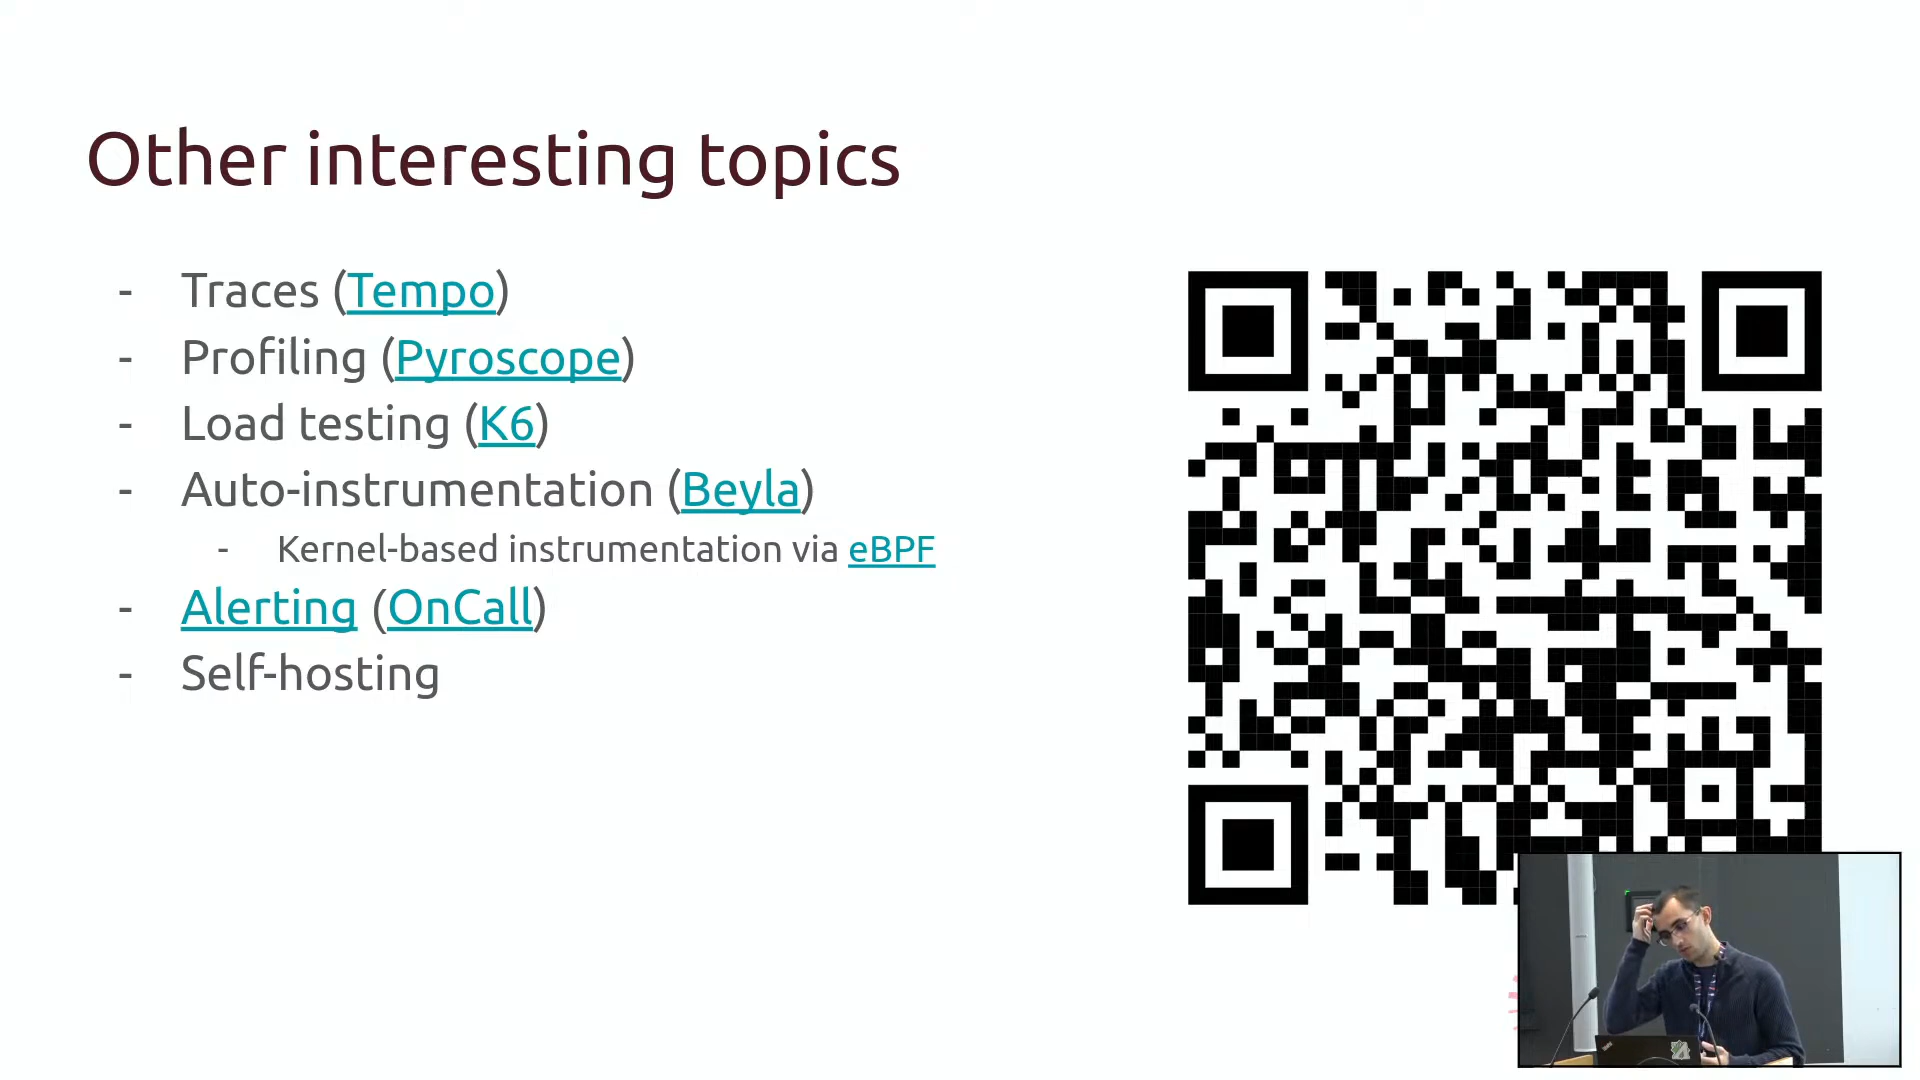 Other interesting topics
- Traces (Tempo)
- Profiling (Pyroscope)
- Load testing (K6)
- Auto-instrumentation (Beyla)
- Kernel-based instrumentation via eBPF
- Alerting (OnCall)
- Self-hosting